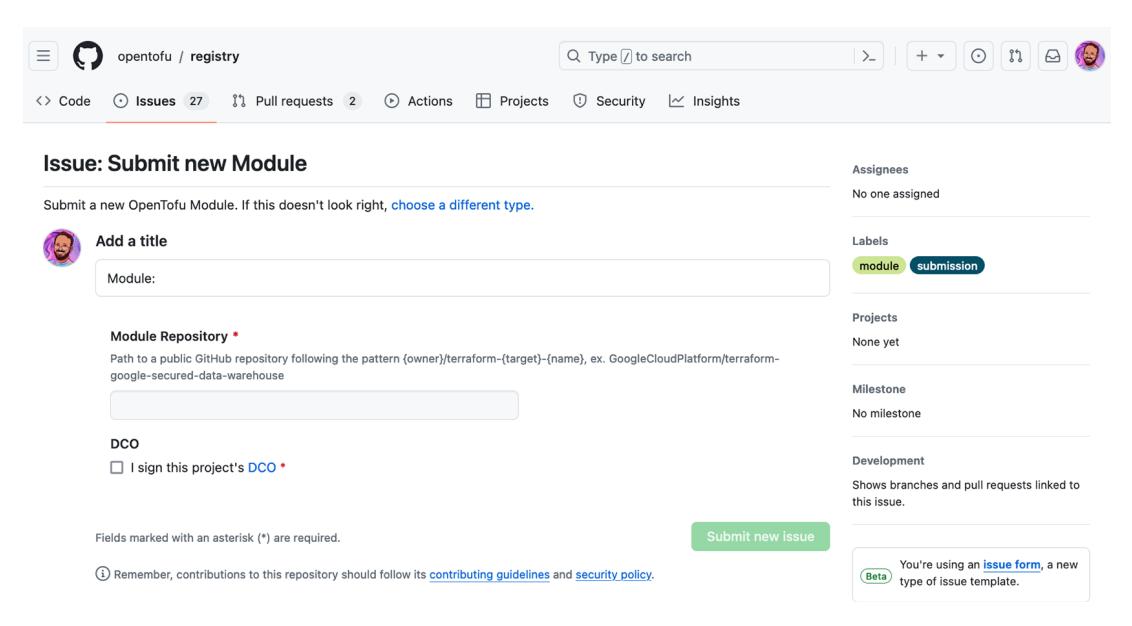 opentofu / registry
Type / to search
Code
Issues 27
Pull requests 2
Actions
Projects
Security
Insights
Issue: Submit new Module
Submit a new OpenTofu Module. If this doesn't look right, choose a different type.
Add a title
Module:
Module Repository *
Path to a public GitHub repository following the pattern {owner}/terraform-{target}-{name}, ex. GoogleCloudPlatform/terraform-
google-secured-data-warehouse
DCO
I sign this project's DCO *
Fields marked with an asterisk (*) are required.
Submit new issue
Remember, contributions to this repository should follow its contributing guidelines and security policy.
Assignees
No one assigned
Labels
module submission
Projects
None yet
Milestone
No milestone
Development
Shows branches and pull requests linked to
this issue.
Beta
You're using an issue form, a new
type of issue template.